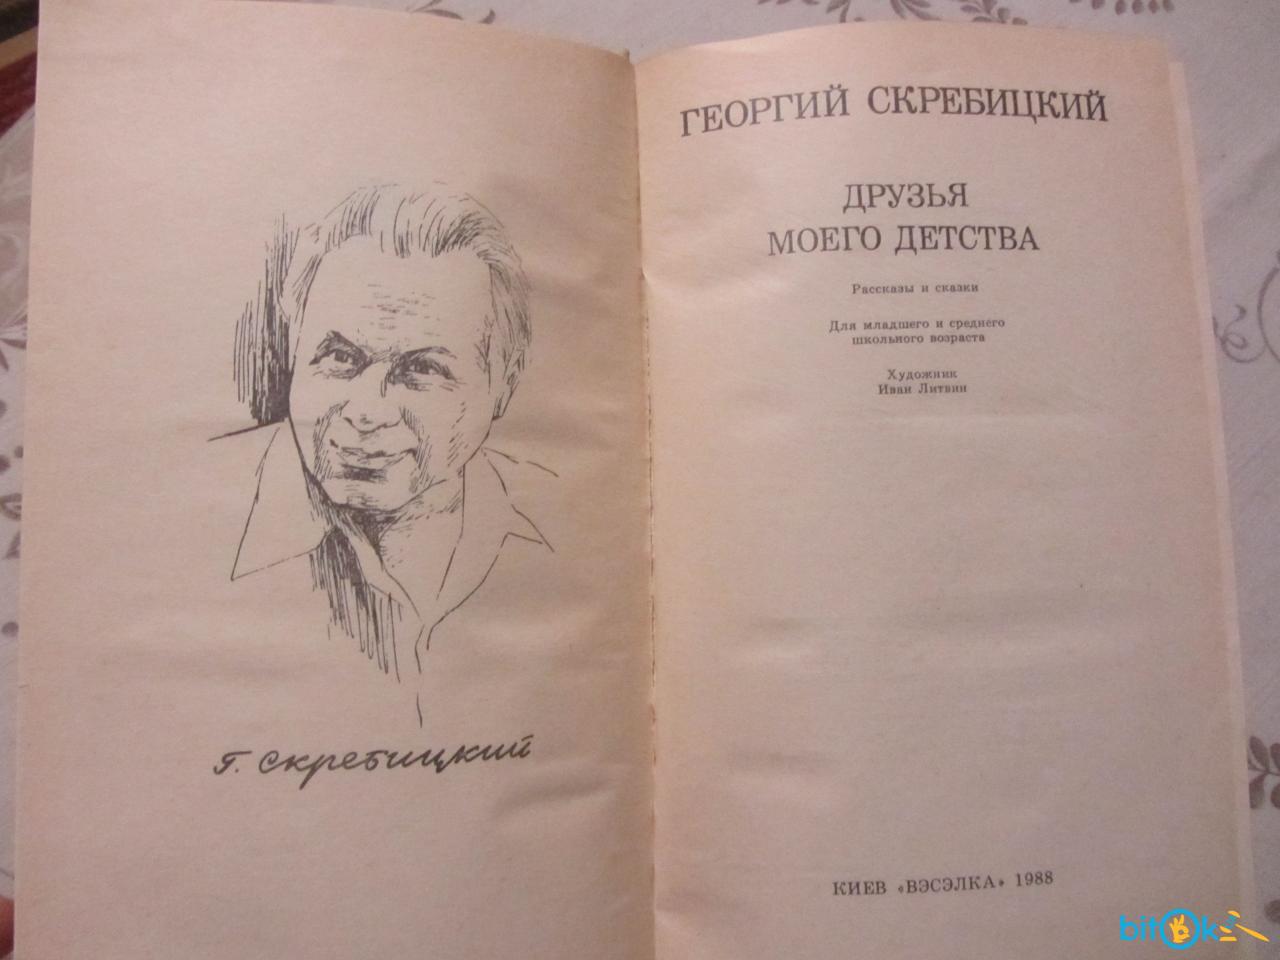 Г. Скребицкий
ГЕОРГИЙ СКРЕБИЦКИЙ
ДРУЗЬЯ
МОЕГО ДЕТСТВА
Рассказы и сказки
Для младшего и среднего
школьного возраста
Художник
Иван Литвин
КИЕВ «ВЭСЭЛКА» 1988
bitok